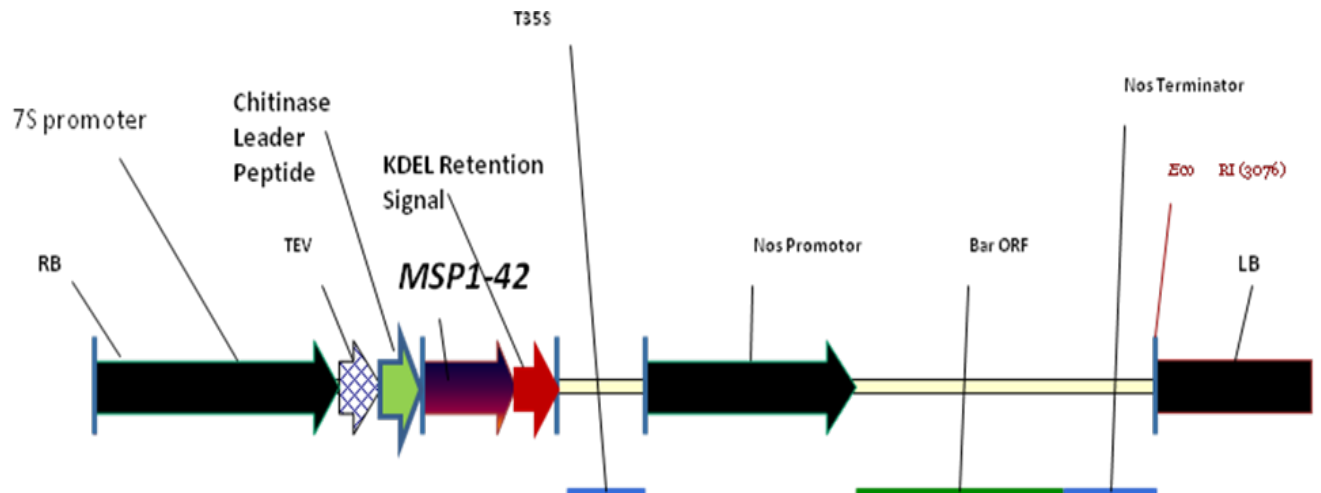 T35S
Nos Terminator
Chitinase
Leader
Peptide
7S promoter
KDEL Retention
Signal
Eco RI (3076)
TEV
Nos Promotor
Bar ORF
RB
LB
MSP1-42